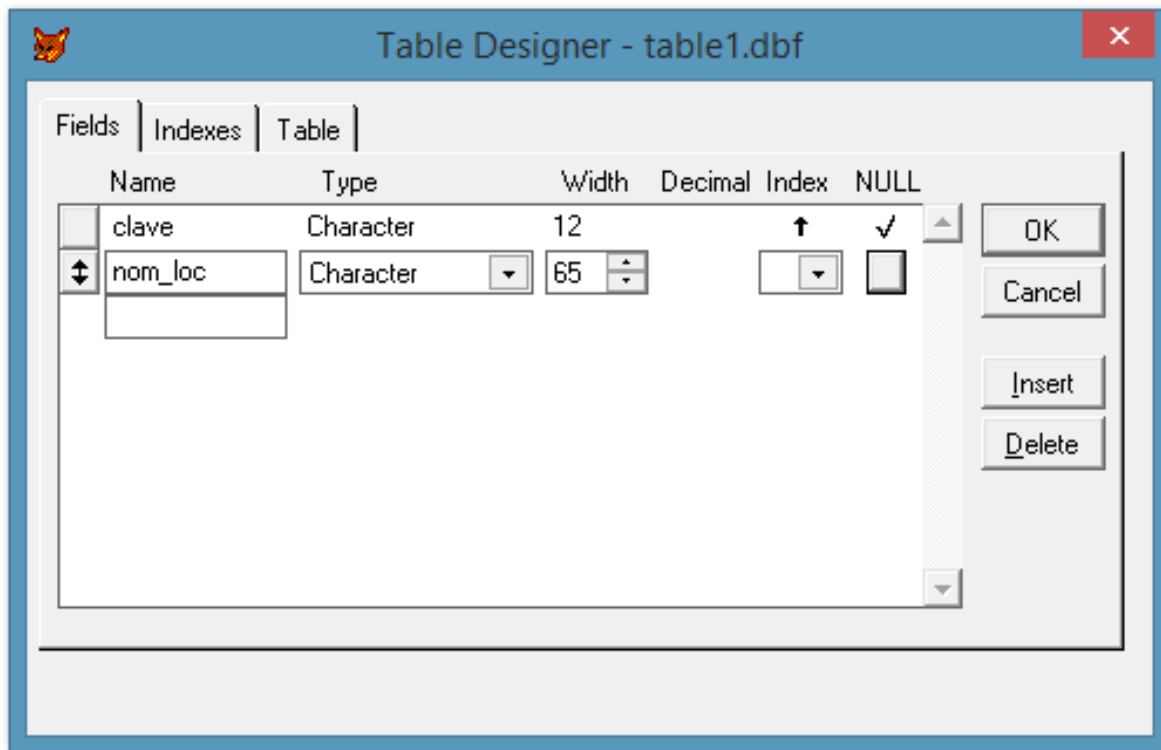 Table Designer - table1.dbf
Fields Indexes Table
Name Type Width Decimal Index NULL
clave Character 12 ↑ √ OK
nom_loc Character 65
Cancel
Insert
Delete